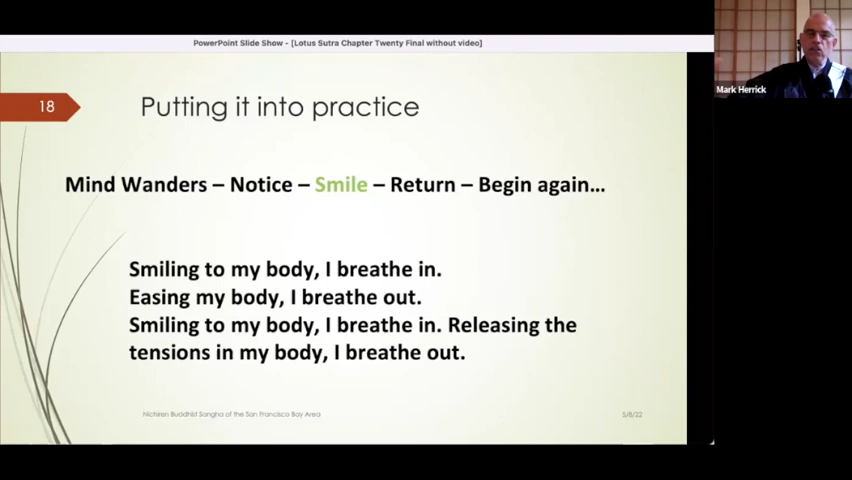 PowerPoint Slide Show - [Lotus Sutra Chapter Twenty Final without video]
Mark Herrick
18
Putting it into practice
Mind Wanders – Notice – Smile – Return – Begin again...
Smiling to my body, I breathe in.
Easing my body, I breathe out.
Smiling to my body, I breathe in. Releasing the
tensions in my body, I breathe out.
Nichiren Buddhist Sangha of the San Francisco Bay Area
5/8/22